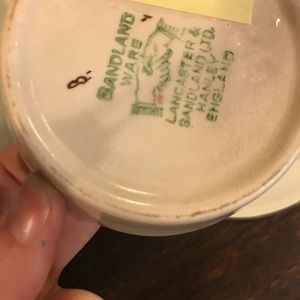 SANDLAND
WARE
LANCASTER &
SANDLAND LTD.
HANLEY
ENGLAND
8.